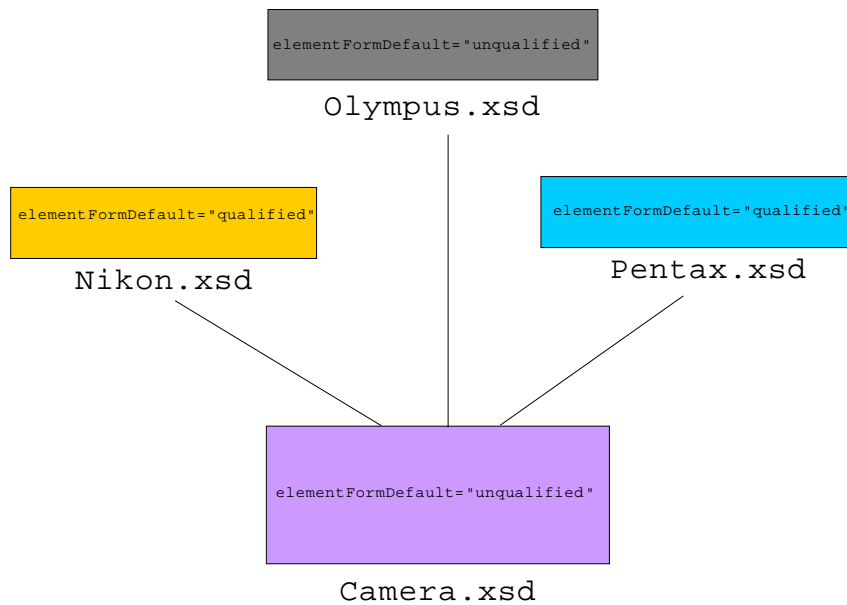 elementFormDefault="unqualified"
Olympus.xsd
elementFormDefault="qualified"
Nikon.xsd
elementFormDefault="qualified"
Pentax.xsd
elementFormDefault="unqualified"
Camera.xsd